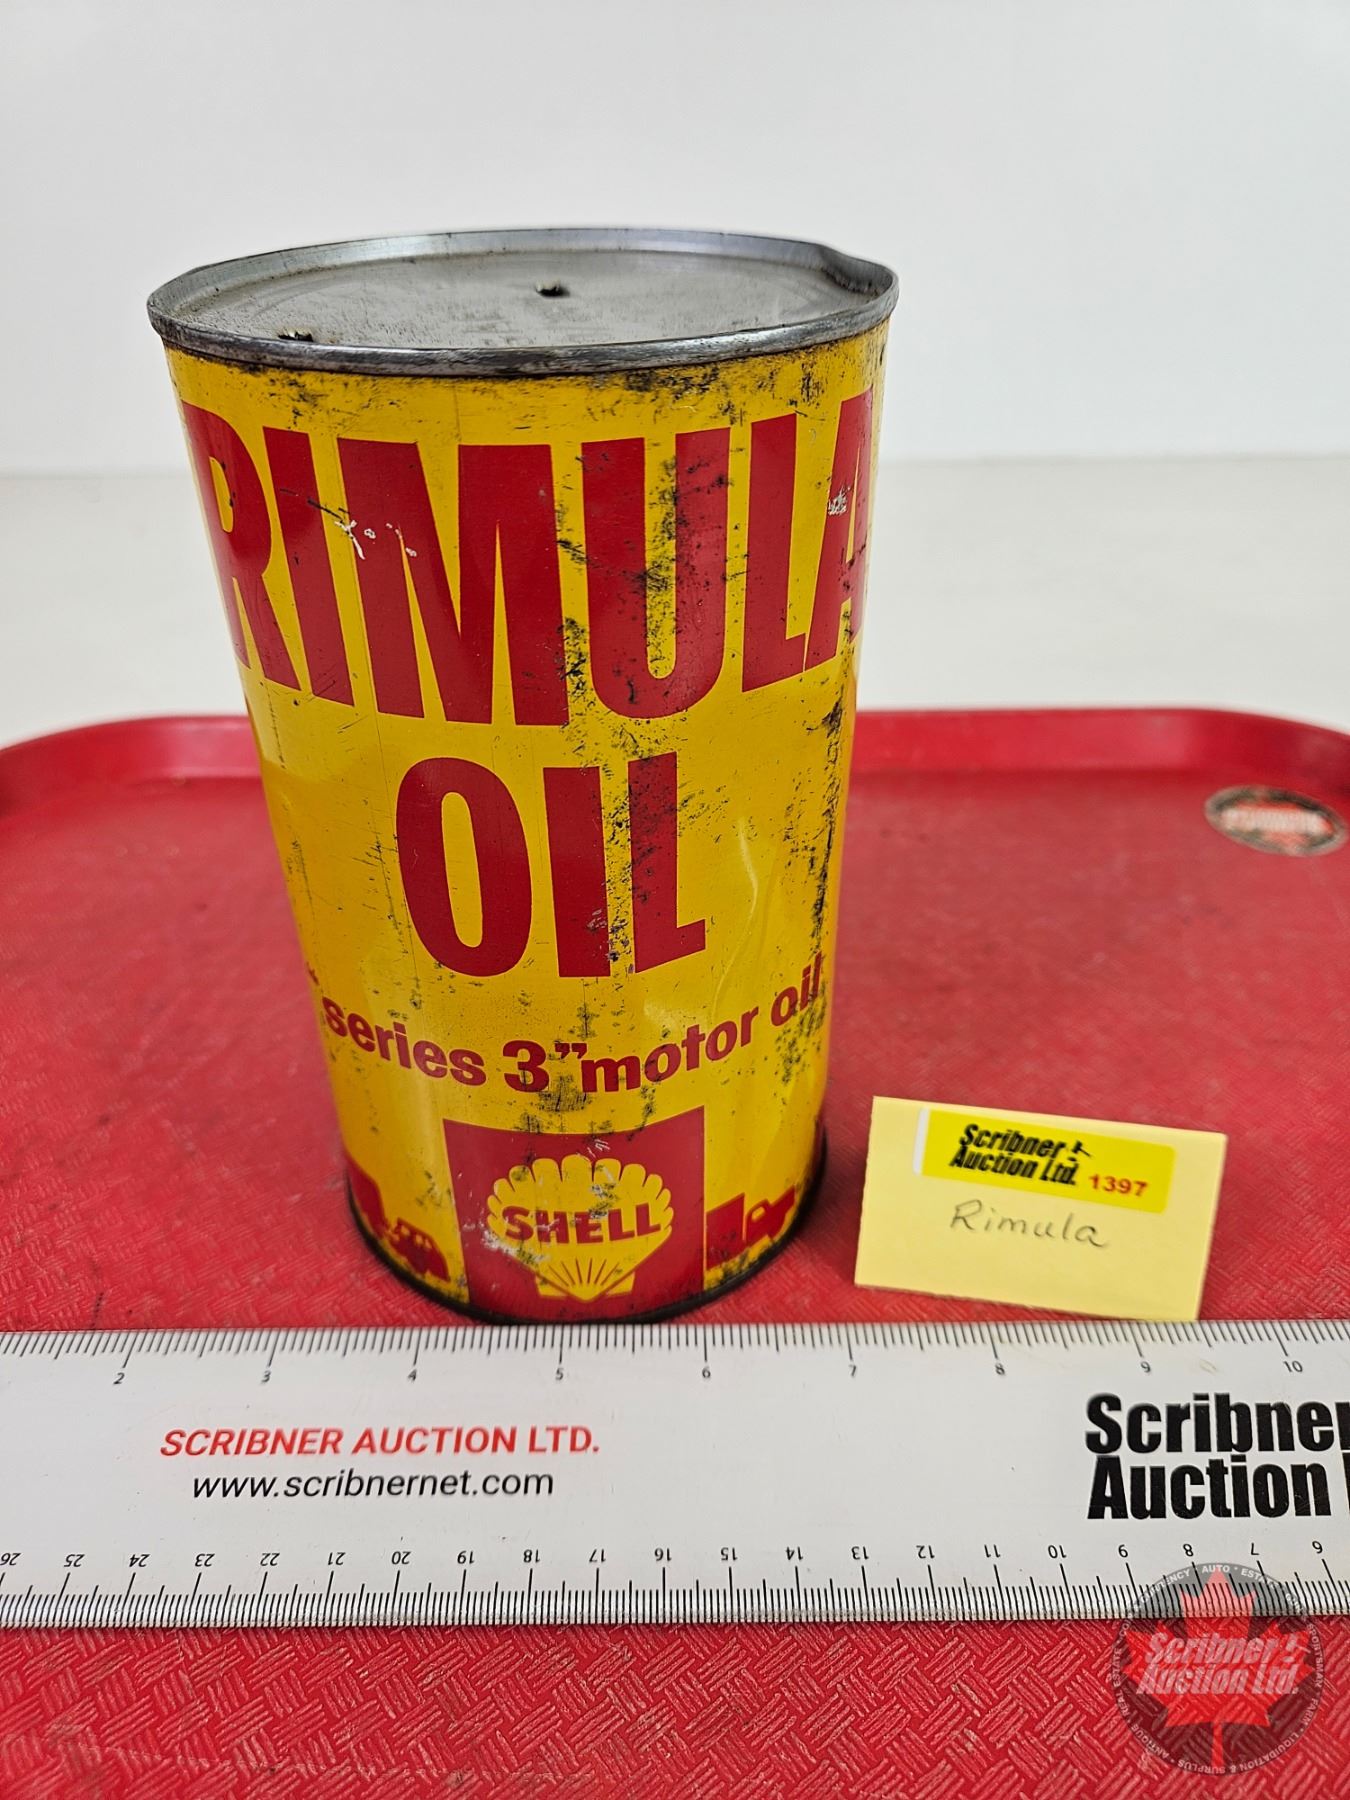 RIMULA
OIL
"series 3" motor oil
SHELL
Scribner
Auction Ltd. 1397
Rimula
2 3 4 5 6 7 8 9 10
SCRIBNER AUCTION LTD.
www.scribnernet.com
Scribner
Auction
26 25 24 23 22 21 20 19 18 17 16 15 14 13 12 11 10 9 8 7 6
Scribner
Auction Ltd.